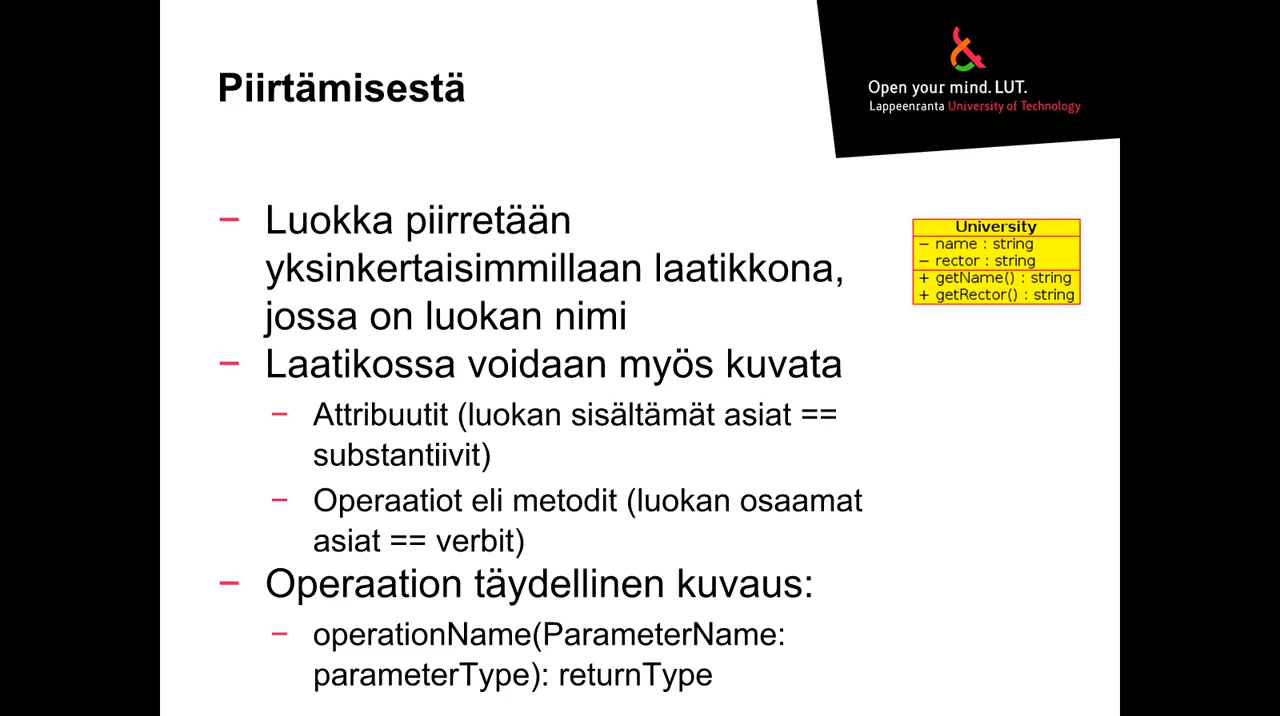 Piirtämisestä
Open your mind. LUT.
Lappeenranta University of Technology
− Luokka piirretään
yksinkertaisimmillaan laatikkona,
jossa on luokan nimi
− Laatikossa voidaan myös kuvata
− Attribuutit (luokan sisältämät asiat ==
substantiivit)
− Operaatiot eli metodit (luokan osaamat
asiat == verbit)
− Operaation täydellinen kuvaus:
− operationName(ParameterName:
parameterType): returnType
University
− name : string
− rector : string
+ getName() : string
+ getRector() : string